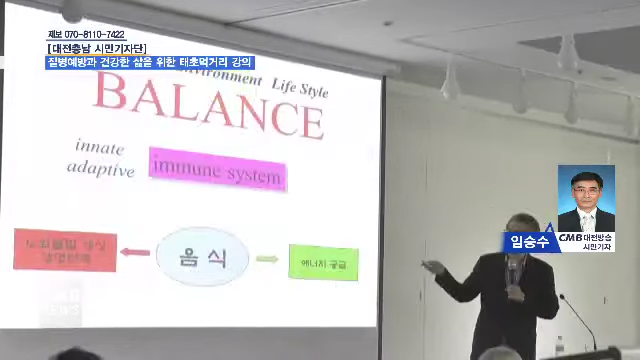 제보 070-8110-7422
[대전충남 시민기자단]
질병예방과 건강한 삶을 위한 태초먹거리 강의
Environment Life Style
BALANCE
innate
adaptive
immune system
음 식
에너지 공급
임승수
CMB 대전방송
시민기자